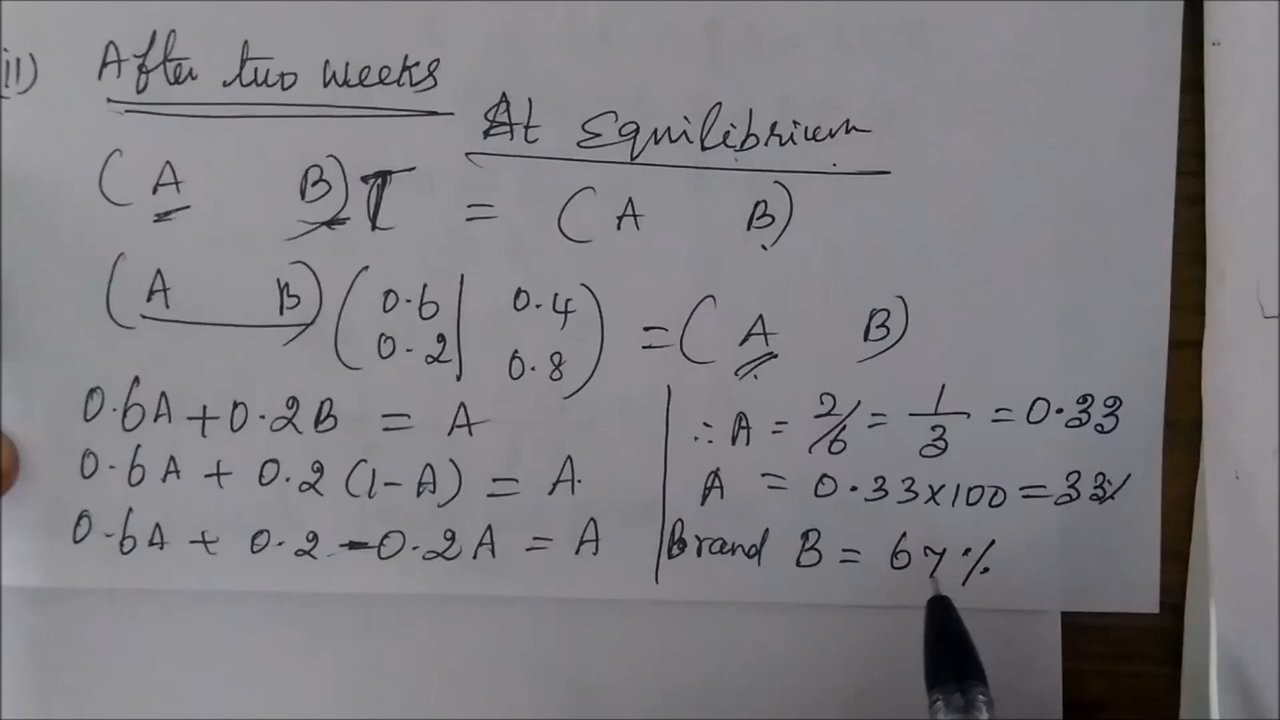 ii) After two weeks
At Equilibrium
(A B)T = (A B)
(A B) (0.6 0.4
0.2 0.8) = (A B)
0.6A + 0.2B = A
0.6A + 0.2 (1-A) = A.
0.6A + 0.2 - 0.2A = A
∴ A = 2/6 = 1/3 = 0.33
A = 0.33x100 = 33%
Brand B = 67%